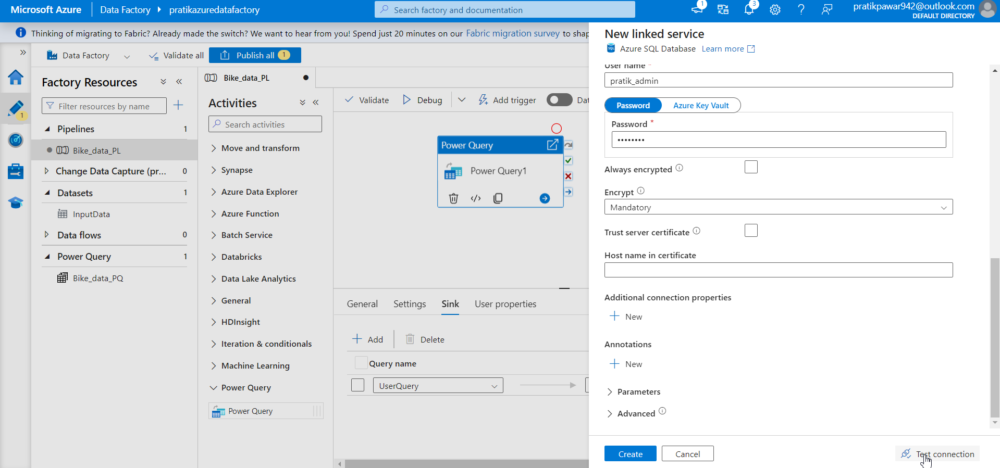 Microsoft Azure
Data Factory
pratikazuredatafactory
Search factory and documentation
1
3
pratikpawar942@outlook.com
DEFAULT DIRECTORY
Thinking of migrating to Fabric? Already made the switch? We want to hear from you! Spend just 20 minutes on our Fabric migration survey to shap
Data Factory
Validate all
Publish all 1
1
Factory Resources
Filter resources by name
Pipelines 1
Bike_data_PL
Change Data Capture (pr... 0
Datasets 1
InputData
Data flows 0
Power Query 1
Bike_data_PQ
Bike_data_PL
Activities
Search activities
Move and transform
Synapse
Azure Data Explorer
Azure Function
Batch Service
Databricks
Data Lake Analytics
General
HDInsight
Iteration & conditionals
Machine Learning
Power Query
Power Query
Validate
Debug
Add trigger
Dat
Power Query
Power Query1
General
Settings
Sink
User properties
Add
Delete
Query name
UserQuery
New linked service
SQL
Azure SQL Database
Learn more
User name *
pratik_admin
Password
Azure Key Vault
Password *
••••••••
Always encrypted
Encrypt
Mandatory
Trust server certificate
Host name in certificate
Additional connection properties
New
Annotations
New
Parameters
Advanced
Create
Cancel
Test connection